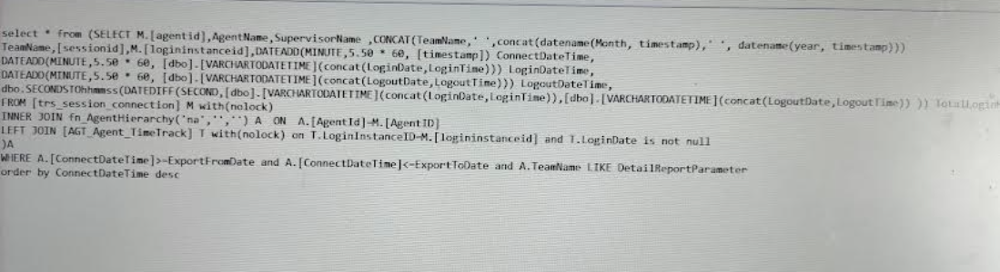 select * from (SELECT M.[agentid],AgentName,SupervisorName ,CONCAT(TeamName,' ',concat(datename(Month, timestamp),' ', datename(year, timestamp)))
TeamName,[sessionid],M.[logininstanceid],DATEADD(MINUTE,5.50 * 60, [timestamp]) ConnectDateTime,
DATEADD(MINUTE,5.50 * 60, [dbo].[VARCHARTODATETIME](concat(LoginDate,LoginTime))) LoginDateTime,
DATEADD(MINUTE,5.50 * 60, [dbo].[VARCHARTODATETIME](concat(LogoutDate,LogoutTime))) LogoutDateTime,
dbo.SECONDSTOhhmmss(DATEDIFF(SECOND,[dbo].[VARCHARTODATETIME](concat(LoginDate,LoginTime)),[dbo].[VARCHARTODATETIME](concat(LogoutDate,LogoutTime)) ))
FROM [trs_session_connection] M with(nolock)
INNER JOIN fn_AgentHierarchy('na','','') A ON A.[AgentId]=M.[AgentID]
LEFT JOIN [AGT_Agent_TimeTrack] T with(nolock) on T.LoginInstanceID=M.[logininstanceid] and T.LoginDate is not null
)A
WHERE A.[ConnectDateTime]>=ExportFromDate and A.[ConnectDateTime]<=ExportToDate and A.TeamName LIKE DetailReportParameter
order by ConnectDateTime desc